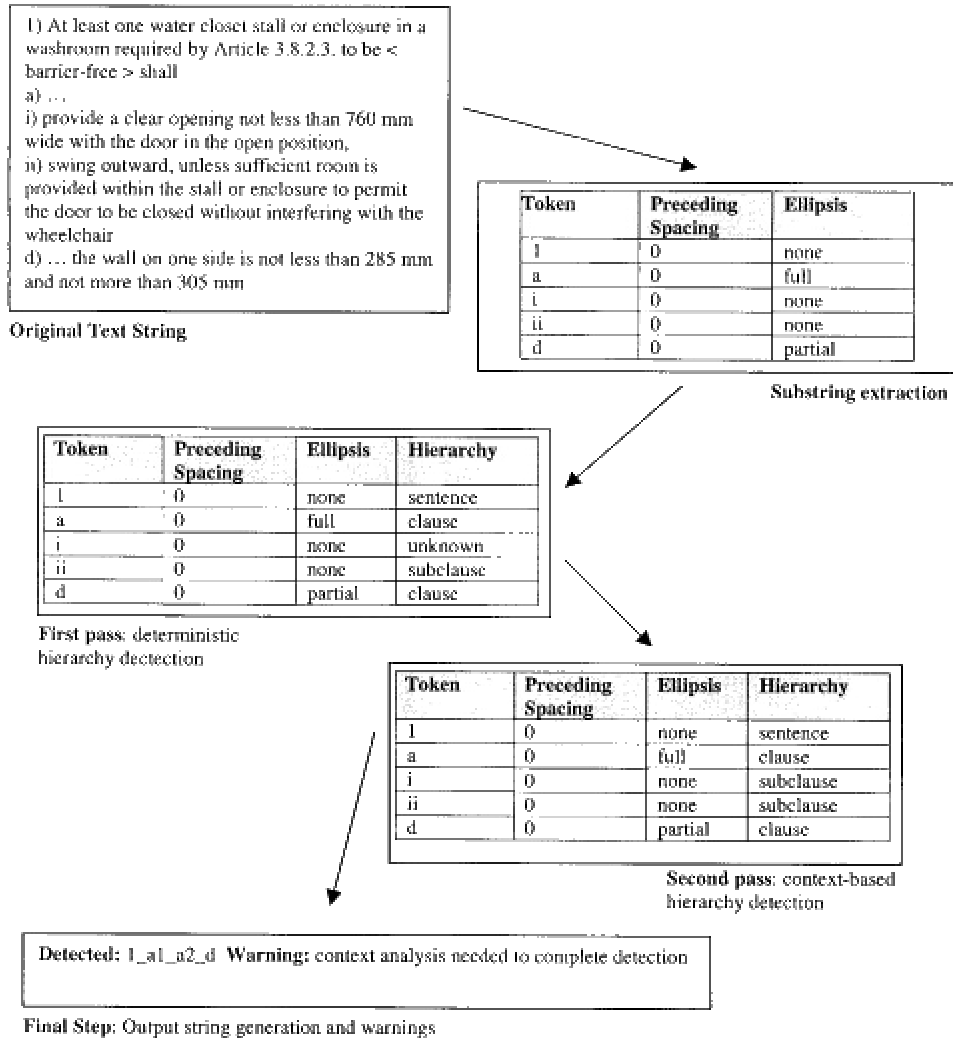 1) At least one water closet stall or enclosure in a
washroom required by Article 3.8.2.3. to be <
barrier-free > shall
a) …
i) provide a clear opening not less than 760 mm
wide with the door in the open position,
ii) swing outward, unless sufficient room is
provided within the stall or enclosure to permit
the door to be closed without interfering with the
wheelchair
d) … the wall on one side is not less than 285 mm
and not more than 305 mm
Original Text String
Token Preceding Spacing Ellipsis
1 0 none
a 0 full
i 0 none
ii 0 none
d 0 partial
Substring extraction
Token Preceding Spacing Ellipsis Hierarchy
1 0 none sentence
a 0 full clause
i 0 none unknown
ii 0 none subclause
d 0 partial clause
First pass: deterministic
hierarchy dectection
Token Preceding Spacing Ellipsis Hierarchy
1 0 none sentence
a 0 full clause
i 0 none subclause
ii 0 none subclause
d 0 partial clause
Second pass: context-based
hierarchy detection
Detected: 1_a1_a2_d Warning: context analysis needed to complete detection
Final Step: Output string generation and warnings